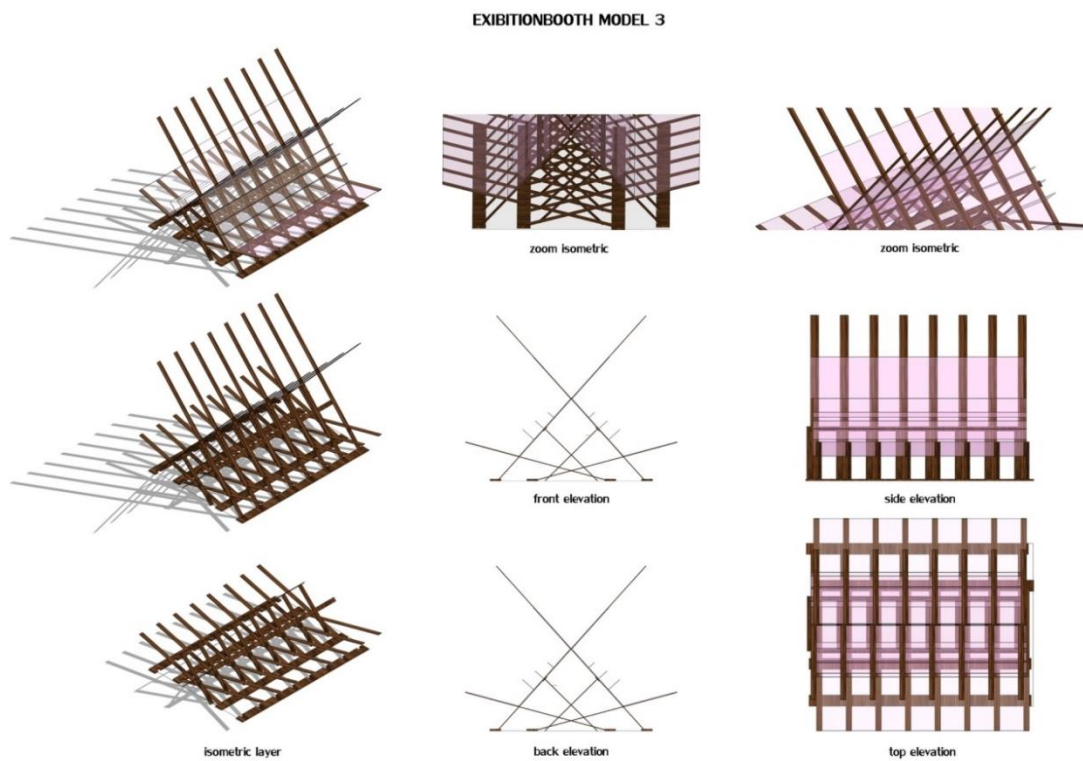 EXIBITIONBOOTH MODEL 3
zoom isometric
zoom isometric
front elevation
side elevation
isometric layer
back elevation
top elevation